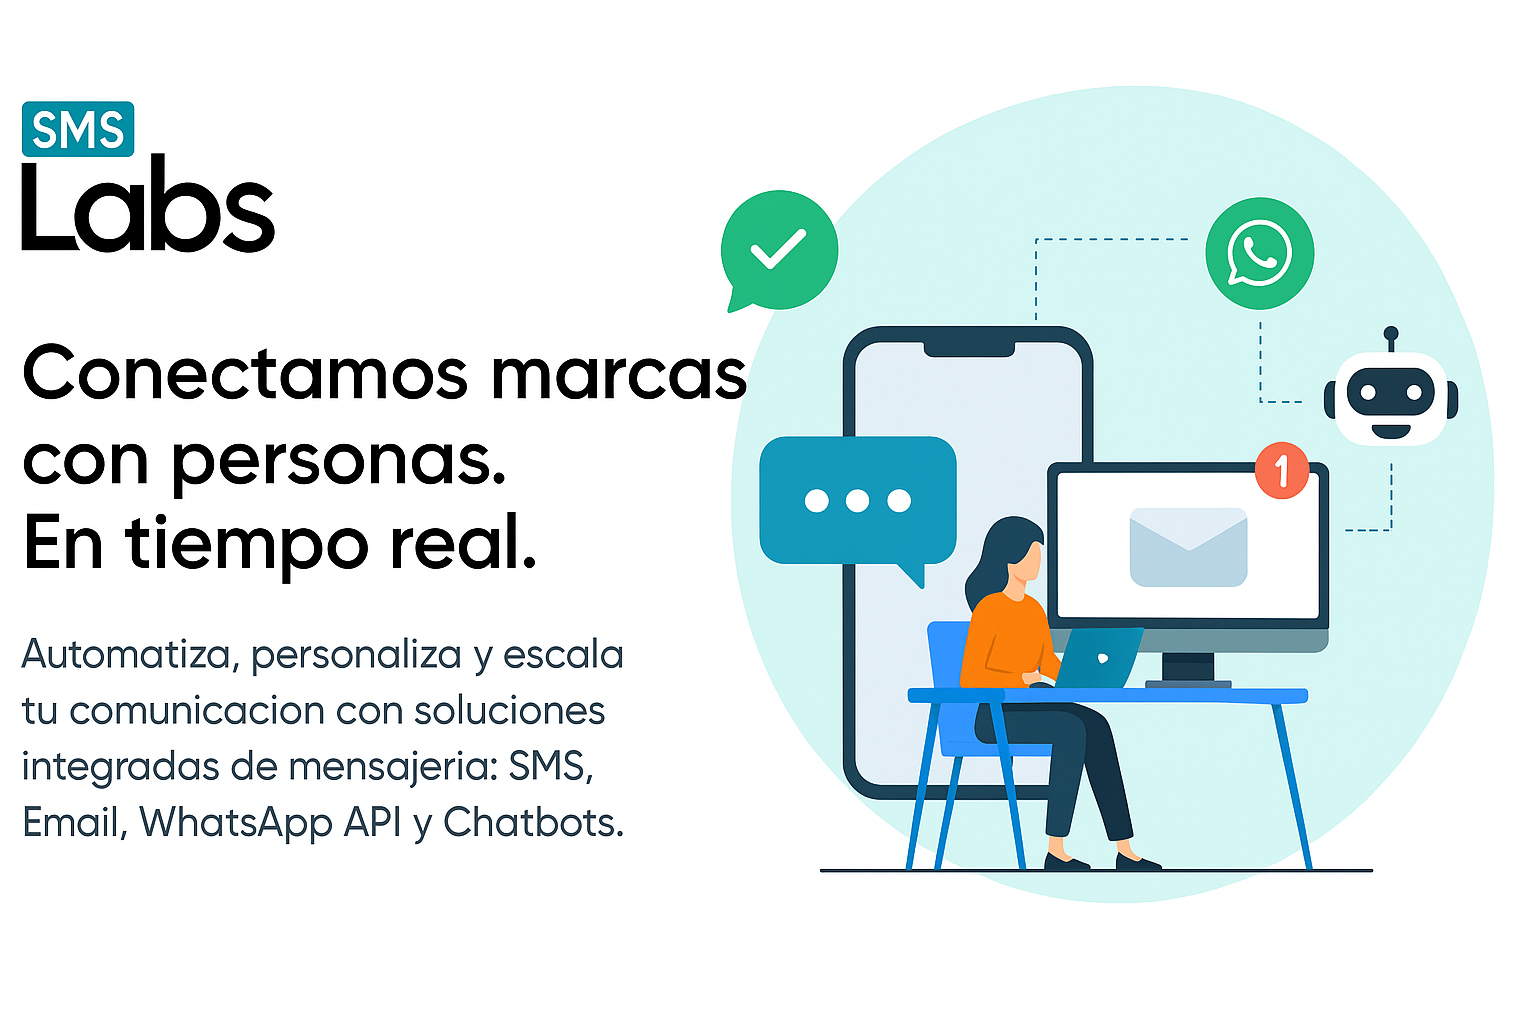 SMS
Labs
Conectamos marcas
con personas.
En tiempo real.
Automatiza, personaliza y escala
tu comunicacion con soluciones
integradas de mensajeria: SMS,
Email, WhatsApp API y Chatbots.
1